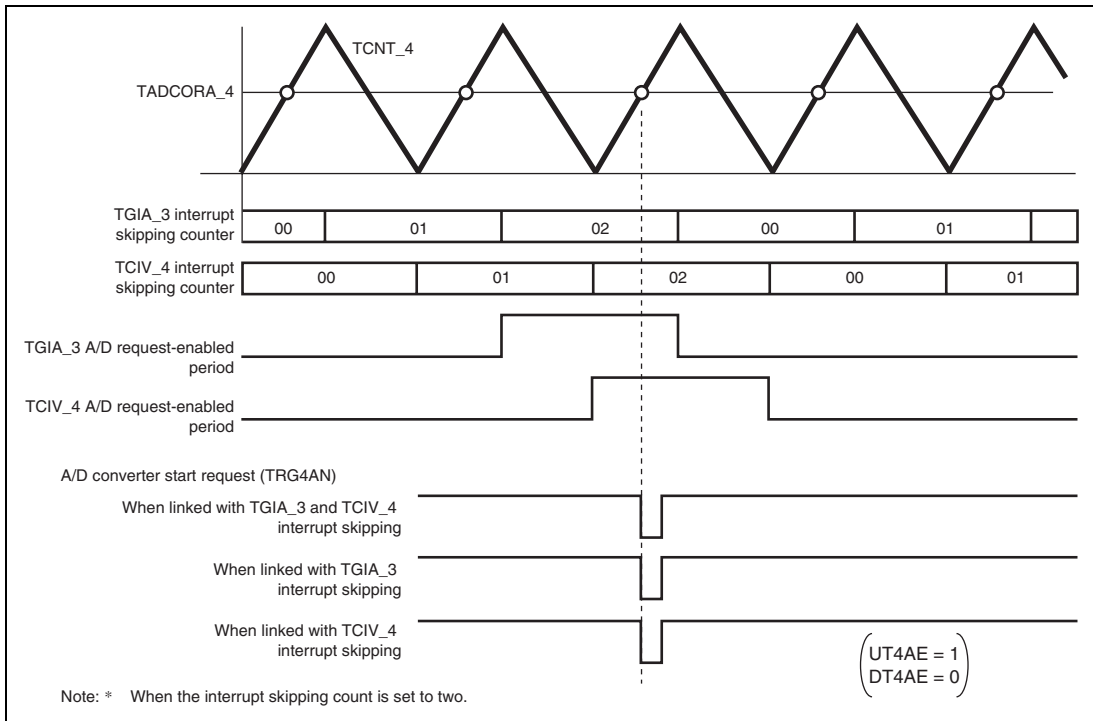 TCNT_4
TADCORA_4
TGIA_3 interrupt
skipping counter
00 01 02 00 01
TCIV_4 interrupt
skipping counter
00 01 02 00 01
TGIA_3 A/D request-enabled
period
TCIV_4 A/D request-enabled
period
A/D converter start request (TRG4AN)
When linked with TGIA_3 and TCIV_4
interrupt skipping
When linked with TGIA_3
interrupt skipping
When linked with TCIV_4
interrupt skipping
UT4AE = 1
DT4AE = 0
Note: * When the interrupt skipping count is set to two.